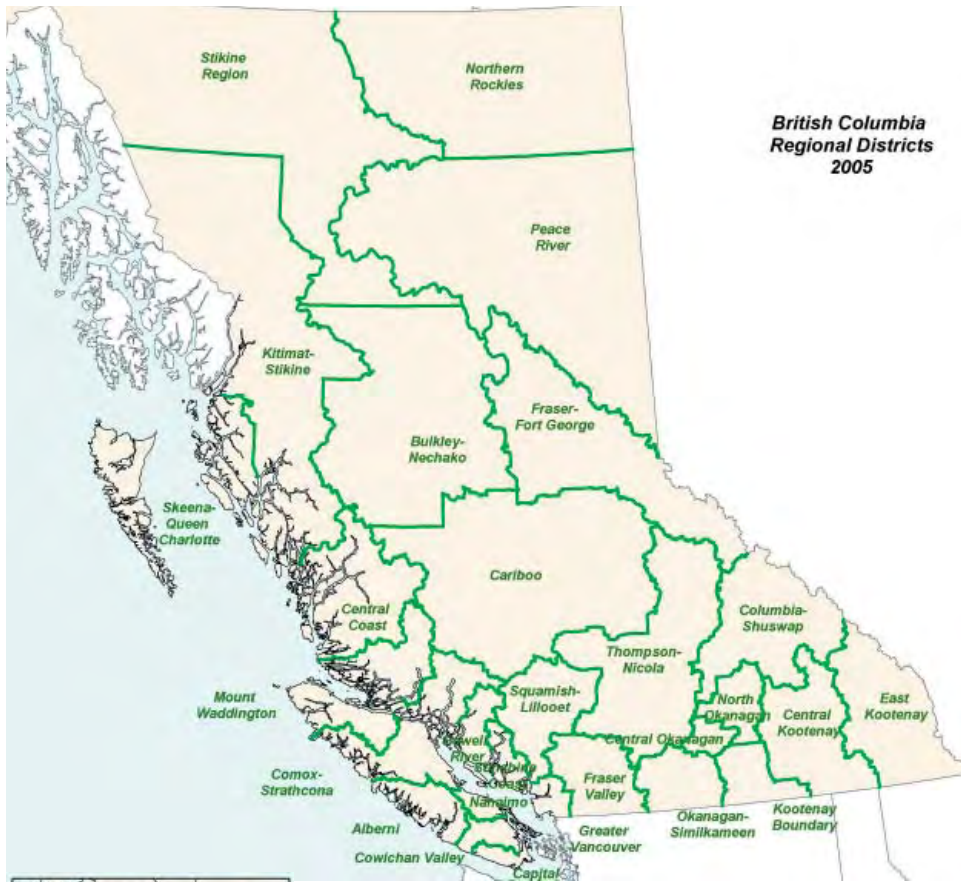 Stikine
Region
Northern
Rockies
British Columbia
Regional Districts
2005
Peace
River
Kitimat-
Stikine
Fraser-
Fort George
Bulkley-
Nechako
Skeena-
Queen
Charlotte
Cariboo
Central
Coast
Columbia-
Shuswap
Thompson-
Nicola
Mount
Waddington
Squamish-
Lillooet
North
Okanagan
Central
Kootenay
East
Kootenay
Powell
River
Central Okanagan
Sunshine
Coast
Comox-
Strathcona
Fraser
Valley
Nanaimo
Alberni
Greater
Vancouver
Okanagan-
Similkameen
Kootenay
Boundary
Cowichan Valley
Capital